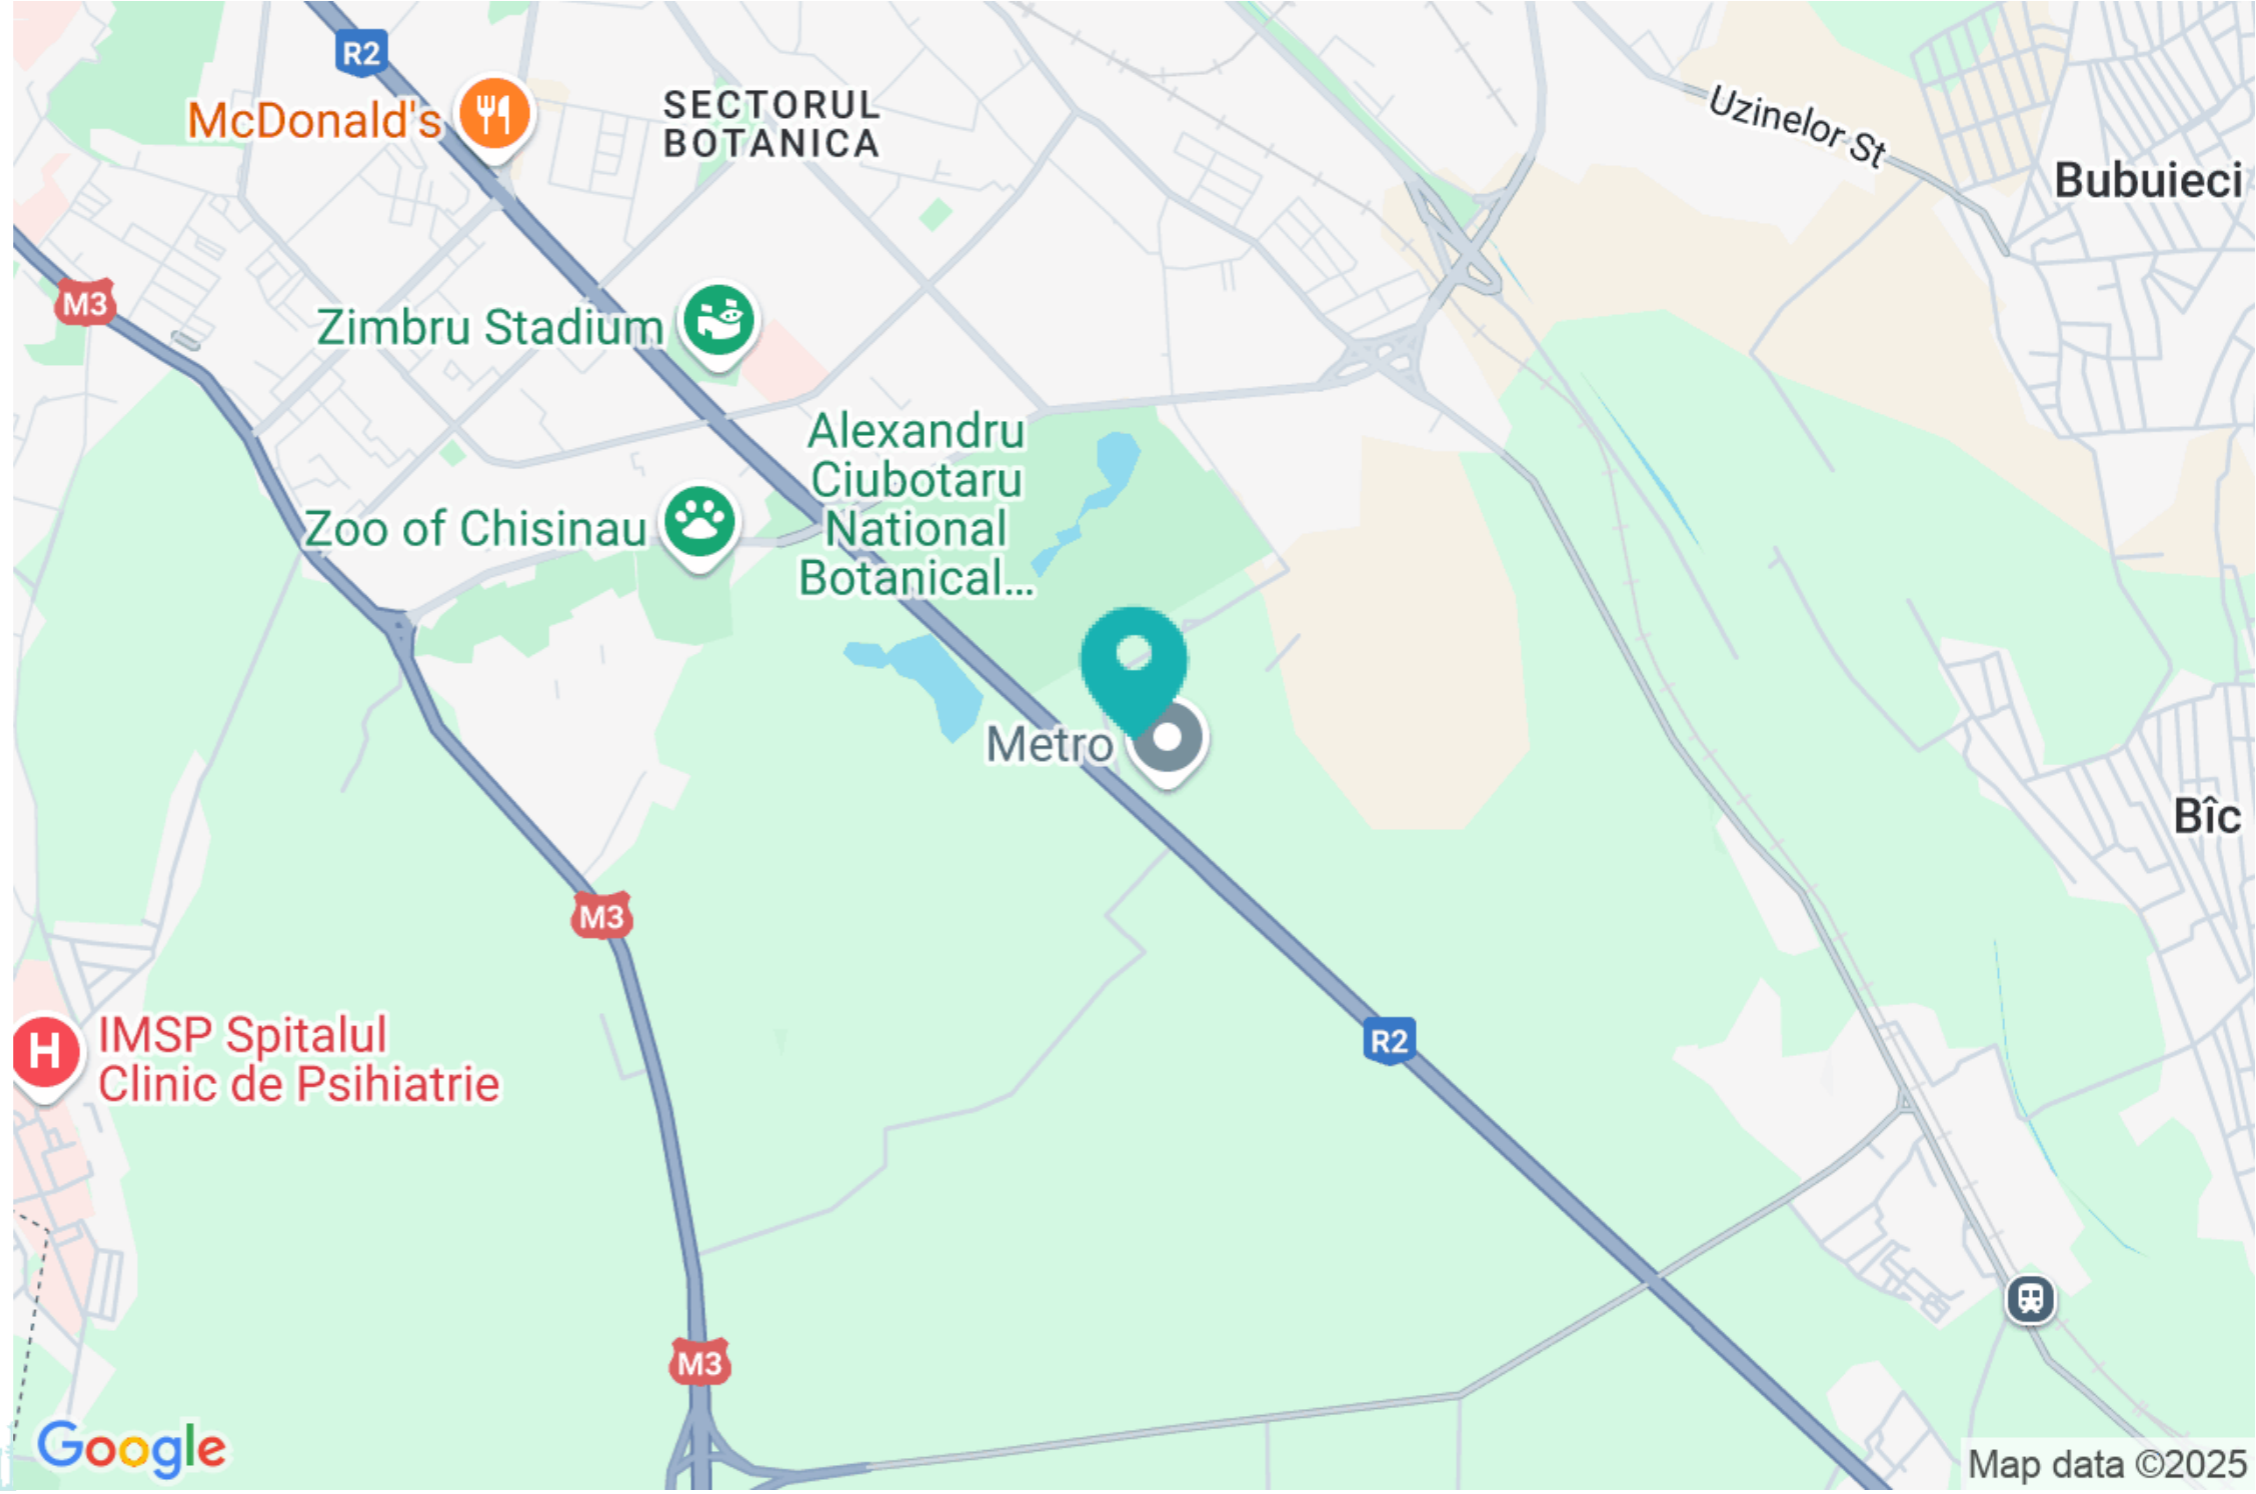 R2
McDonald's
SECTORUL
BOTANICA
Uzinelor St
Bubuieci
M3
Zimbru Stadium
Alexandru
Ciubotaru
National
Botanical...
Zoo of Chisinau
Metro
Bîc
M3
IMSP Spitalul
Clinic de Psihiatrie
H
R2
M3
Google
Map data ©2025